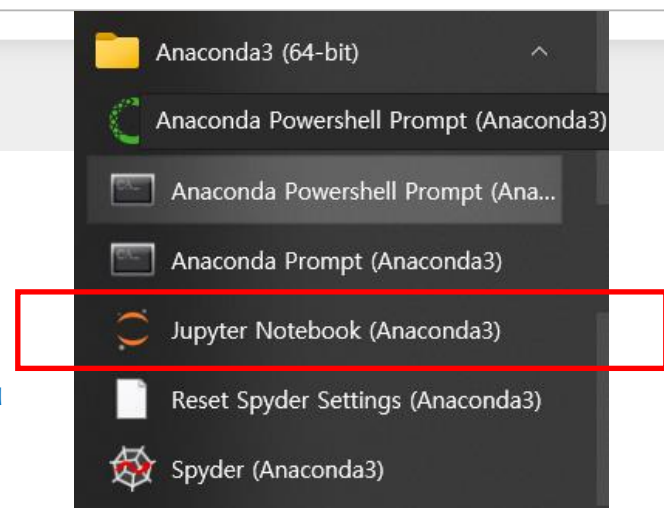 Anaconda3 (64-bit)
Anaconda Powershell Prompt (Anaconda3)
Anaconda Powershell Prompt (Ana...
Anaconda Prompt (Anaconda3)
Jupyter Notebook (Anaconda3)
Reset Spyder Settings (Anaconda3)
Spyder (Anaconda3)